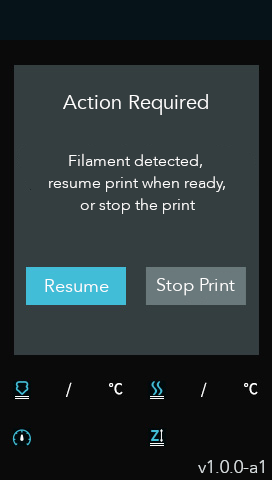 Action Required
Filament detected,
resume print when ready,
or stop the print
Resume
Stop Print
/ °C
/ °C
Z
v1.0.0-a1